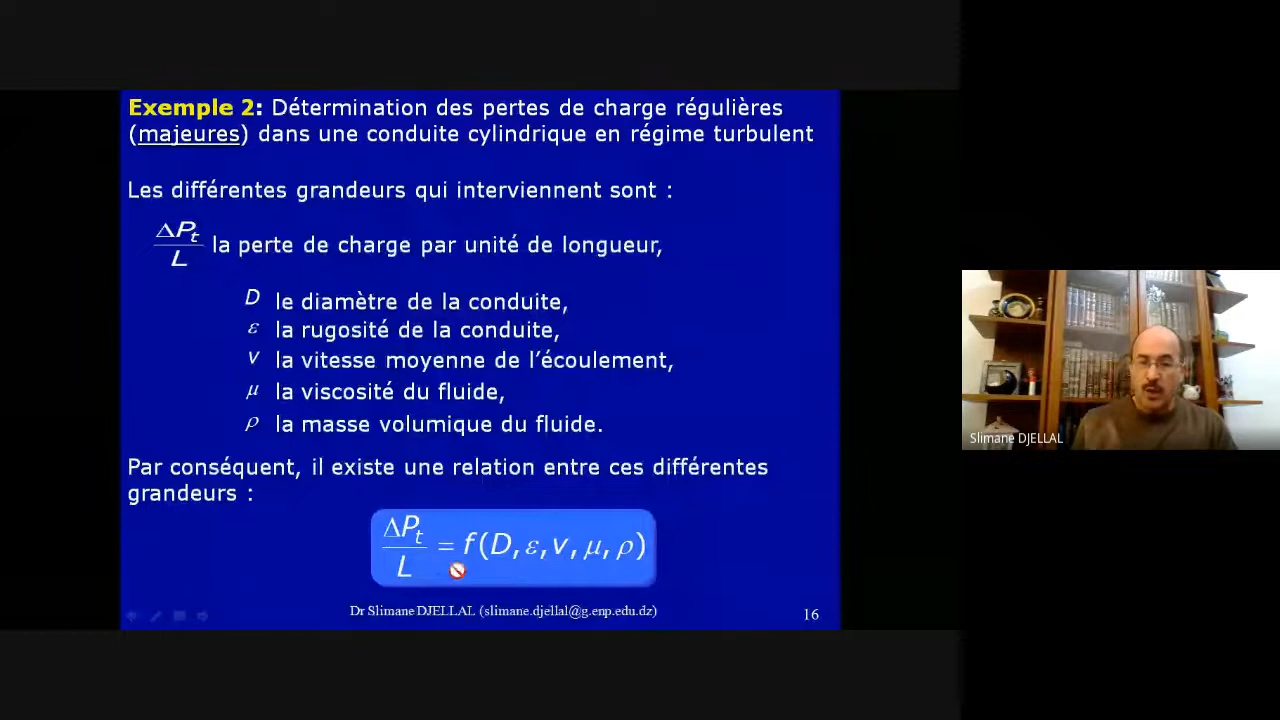 Exemple 2: Détermination des pertes de charge régulières
(majeures) dans une conduite cylindrique en régime turbulent
Les différentes grandeurs qui interviennent sont :
ΔPt/L la perte de charge par unité de longueur,
D le diamètre de la conduite,
ε la rugosité de la conduite,
v la vitesse moyenne de l'écoulement,
μ la viscosité du fluide,
ρ la masse volumique du fluide.
Par conséquent, il existe une relation entre ces différentes
grandeurs :
ΔPt/L = f(D, ε, v, μ, ρ)
Dr Slimane DJELLAL (slimane.djellal@g.enp.edu.dz)
16
Slimane DJELLAL